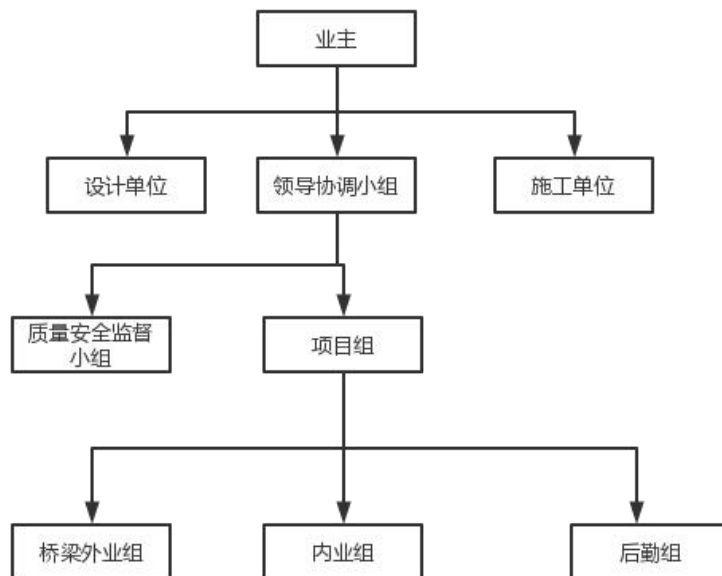 业主
设计单位
领导协调小组
施工单位
质量安全监督
小组
项目组
桥梁外业组
内业组
后勤组